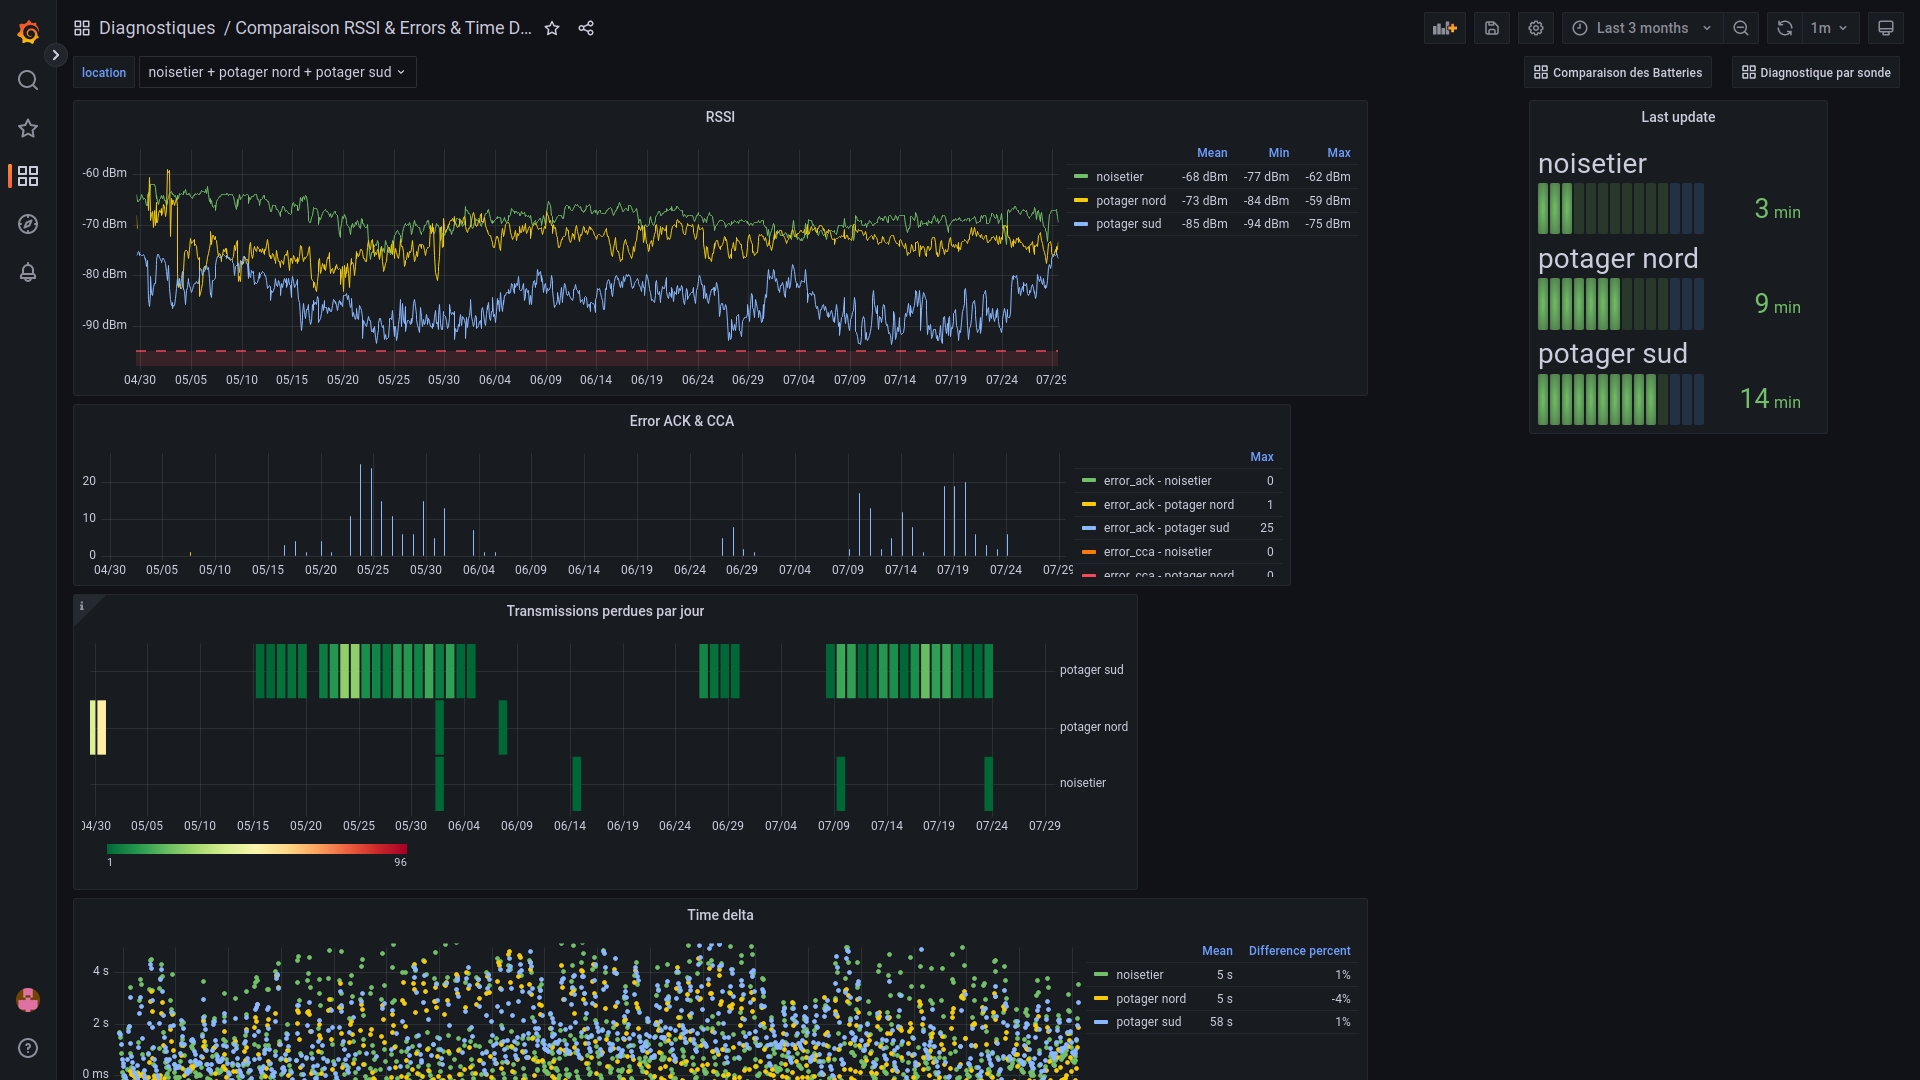 Diagnostiques / Comparaison RSSI & Errors & Time D...
Last 3 months
1m
location
noisetier + potager nord + potager sud
Comparaison des Batteries
Diagnostique par sonde
RSSI
-60 dBm
-70 dBm
-80 dBm
-90 dBm
04/30 05/05 05/10 05/15 05/20 05/25 05/30 06/04 06/09 06/14 06/19 06/24 06/29 07/04 07/09 07/14 07/19 07/24 07/29
Mean Min Max
noisetier -68 dBm -77 dBm -62 dBm
potager nord -73 dBm -84 dBm -59 dBm
potager sud -85 dBm -94 dBm -75 dBm
Last update
noisetier
3 min
potager nord
9 min
potager sud
14 min
Error ACK & CCA
20
10
0
04/30 05/05 05/10 05/15 05/20 05/25 05/30 06/04 06/09 06/14 06/19 06/24 06/29 07/04 07/09 07/14 07/19 07/24 07/29
Max
error_ack - noisetier 0
error_ack - potager nord 1
error_ack - potager sud 25
error_cca - noisetier 0
error_cca - potager nord 0
i
Transmissions perdues par jour
potager sud
potager nord
noisetier
04/30 05/05 05/10 05/15 05/20 05/25 05/30 06/04 06/09 06/14 06/19 06/24 06/29 07/04 07/09 07/14 07/19 07/24 07/29
1 96
Time delta
4 s
2 s
0 ms
Mean Difference percent
noisetier 5 s 1%
potager nord 5 s -4%
potager sud 58 s 1%